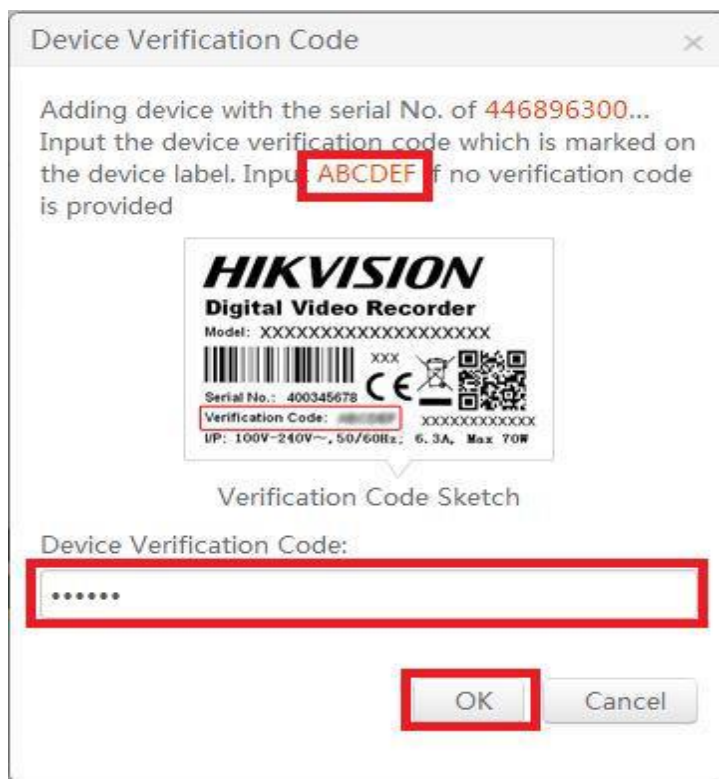 Device Verification Code ×
Adding device with the serial No. of 446896300...
Input the device verification code which is marked on
the device label. Input ABCDEF if no verification code
is provided
HIKVISION
Digital Video Recorder
Model: XXXXXXXXXXXXXXXXXXX
XXX
CE
Serial No.: 400345678
Verification Code: XXXXXXXXXXXX
I/P: 100V-240V~, 50/60Hz; 6.3A, Max 70W
Verification Code Sketch
Device Verification Code:
••••••
OK Cancel